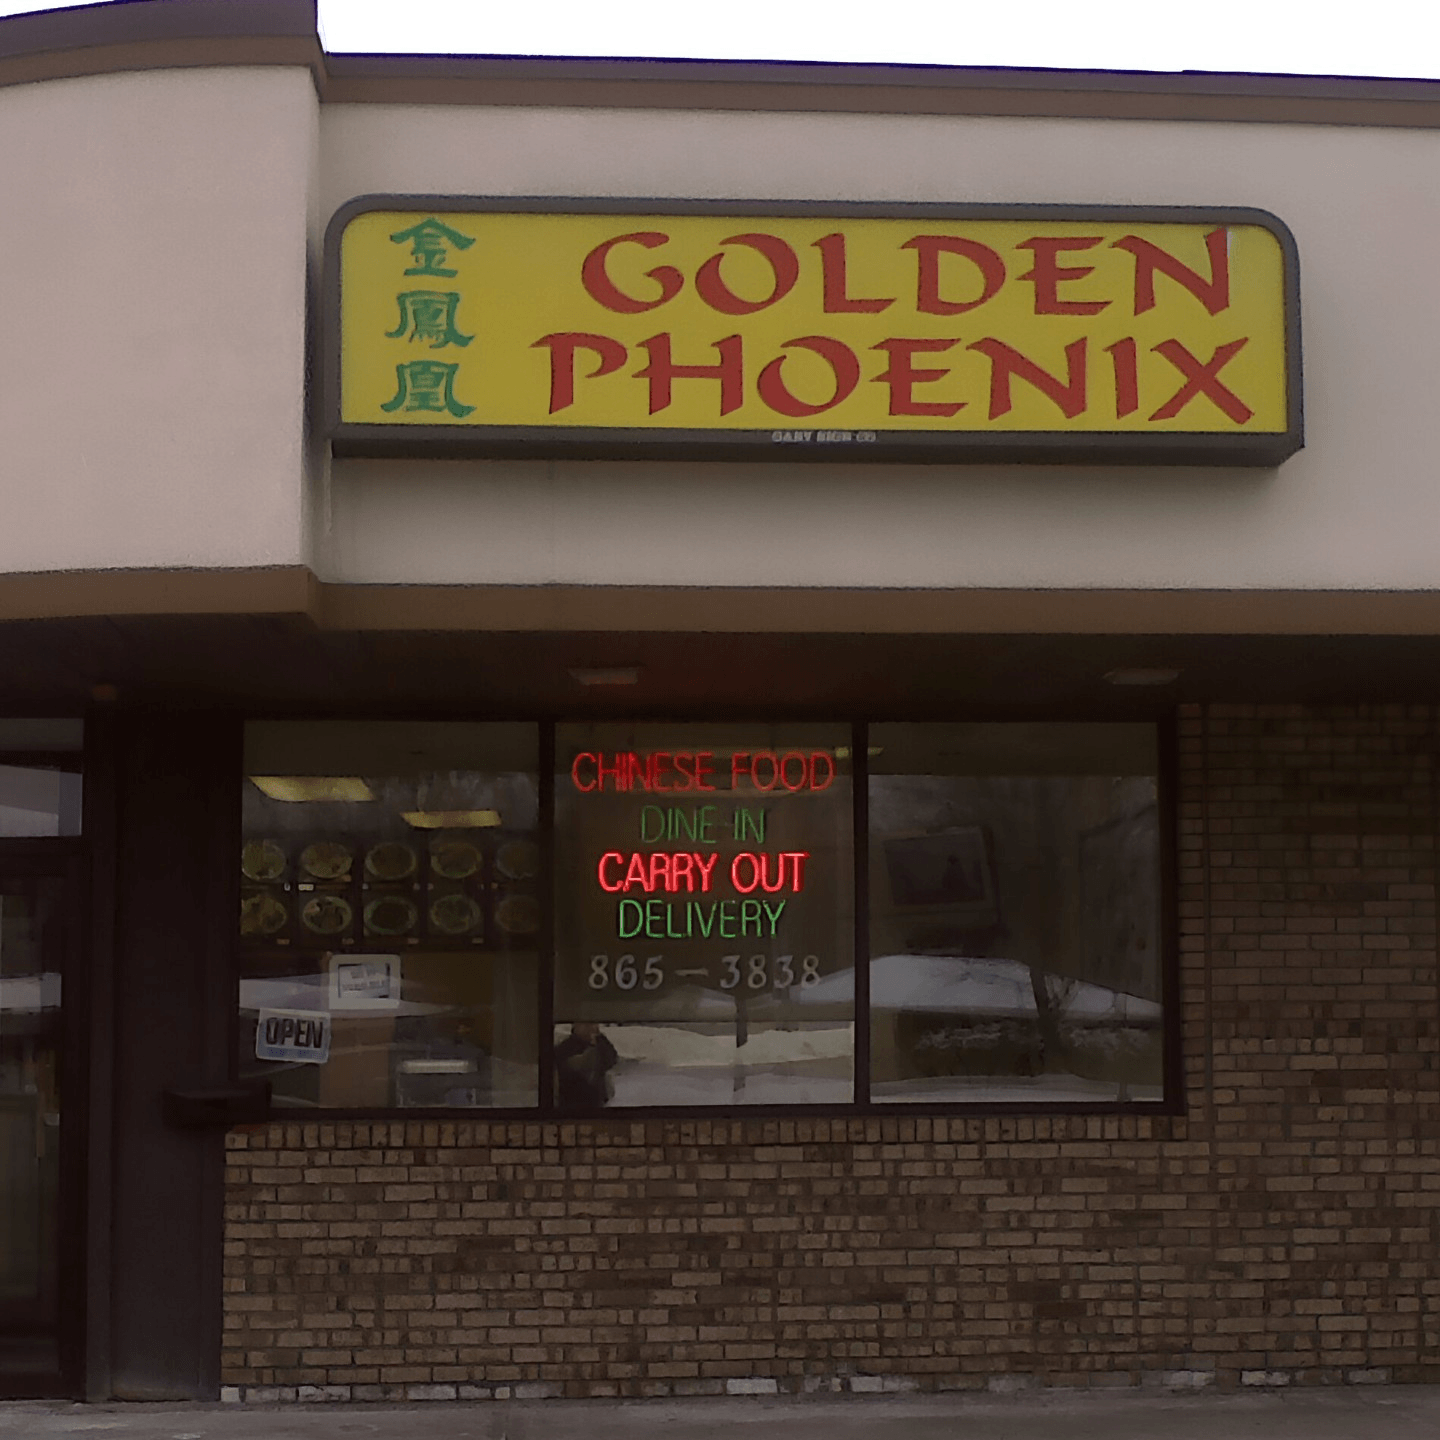 金鳳凰
GOLDEN
PHOENIX
CHINESE FOOD
DINE-IN
CARRY OUT
DELIVERY
865-3838
OPEN